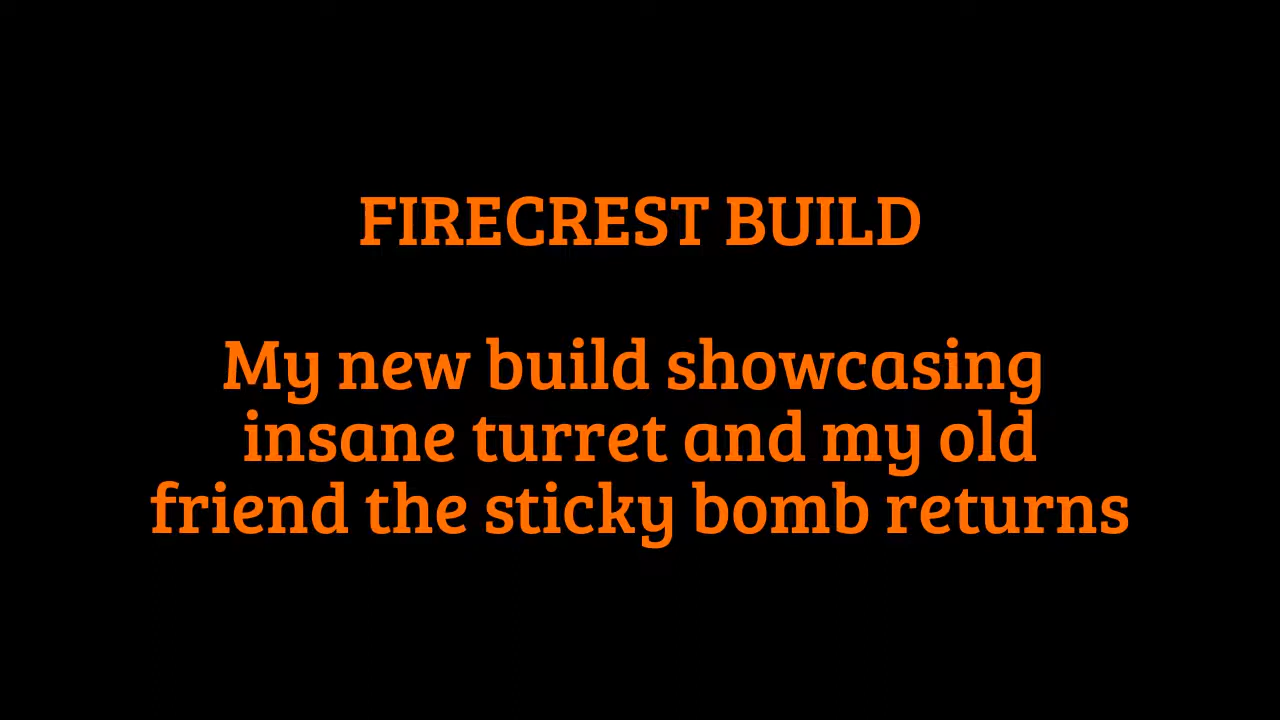 FIRECREST BUILD
My new build showcasing
insane turret and my old
friend the sticky bomb returns